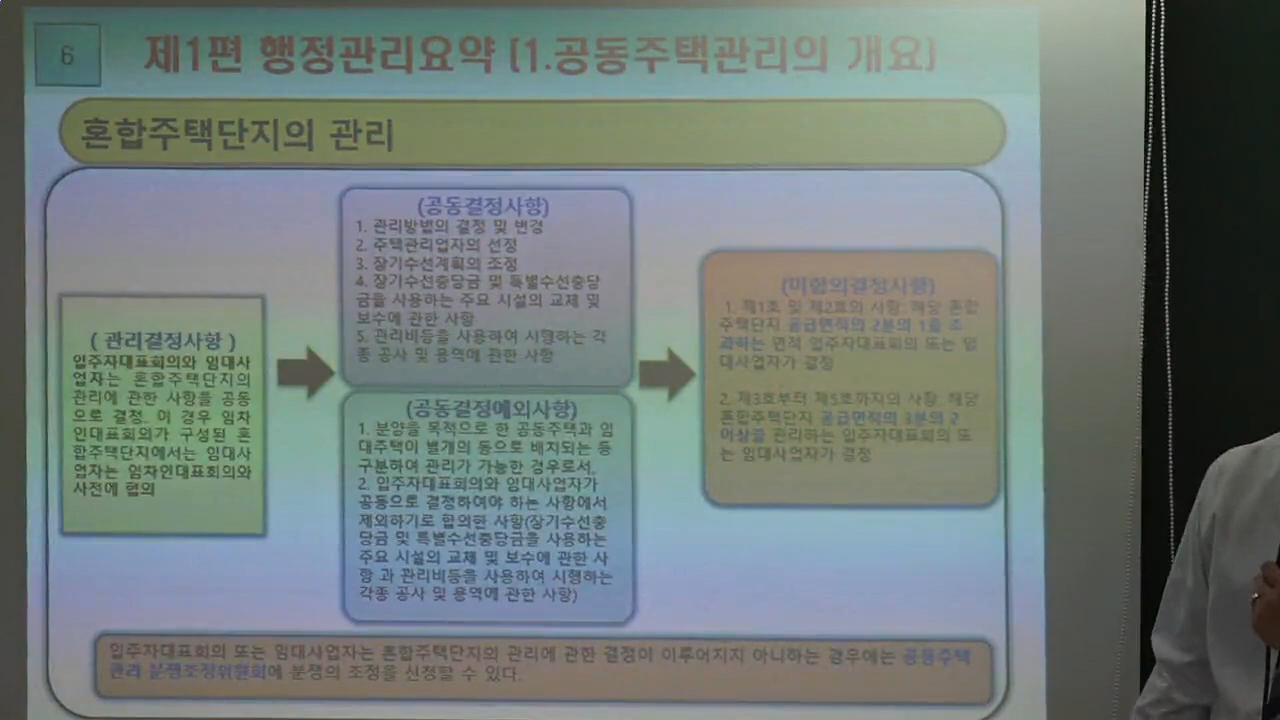 6
제1편 행정관리요약 (1.공동주택관리의 개요)
혼합주택단지의 관리
( 관리결정사항 )
입주자대표회의와 임대사
업자는 혼합주택단지의
관리에 관한 사항을 공동
으로 결정. 이 경우 임차
인대표회의가 구성된 혼
합주택단지에서는 임대사
업자는 임차인대표회의와
사전에 협의
(공동결정사항)
1. 관리방법의 결정 및 변경
2. 주택관리업자의 선정
3. 장기수선계획의 조정
4. 장기수선충당금 및 특별수선충당
금을 사용하는 주요 시설의 교체 및
보수에 관한 사항
5. 관리비등을 사용하여 시행하는 각
종 공사 및 용역에 관한 사항
(공동결정예외사항)
1. 분양을 목적으로 한 공동주택과 임
대주택이 별개의 동으로 배치되는 등
구분하여 관리가 가능한 경우로서,
2. 입주자대표회의와 임대사업자가
공동으로 결정하여야 하는 사항에서
제외하기로 합의한 사항(장기수선충
당금 및 특별수선충당금을 사용하는
주요 시설의 교체 및 보수에 관한 사
항 과 관리비등을 사용하여 시행하는
각종 공사 및 용역에 관한 사항)
(미합의결정사항)
1. 제1호 및 제2호의 사항: 해당 혼합
주택단지 공급면적의 2분의 1을 초
과하는 면적 입주자대표회의 또는 임
대사업자가 결정
2. 제3호부터 제5호까지의 사항: 해당
혼합주택단지 공급면적의 3분의 2
이상을 관리하는 입주자대표회의 또
는 임대사업자가 결정
입주자대표회의 또는 임대사업자는 혼합주택단지의 관리에 관한 결정이 이루어지지 아니하는 경우에는 공동주택
관리 분쟁조정위원회에 분쟁의 조정을 신청할 수 있다.